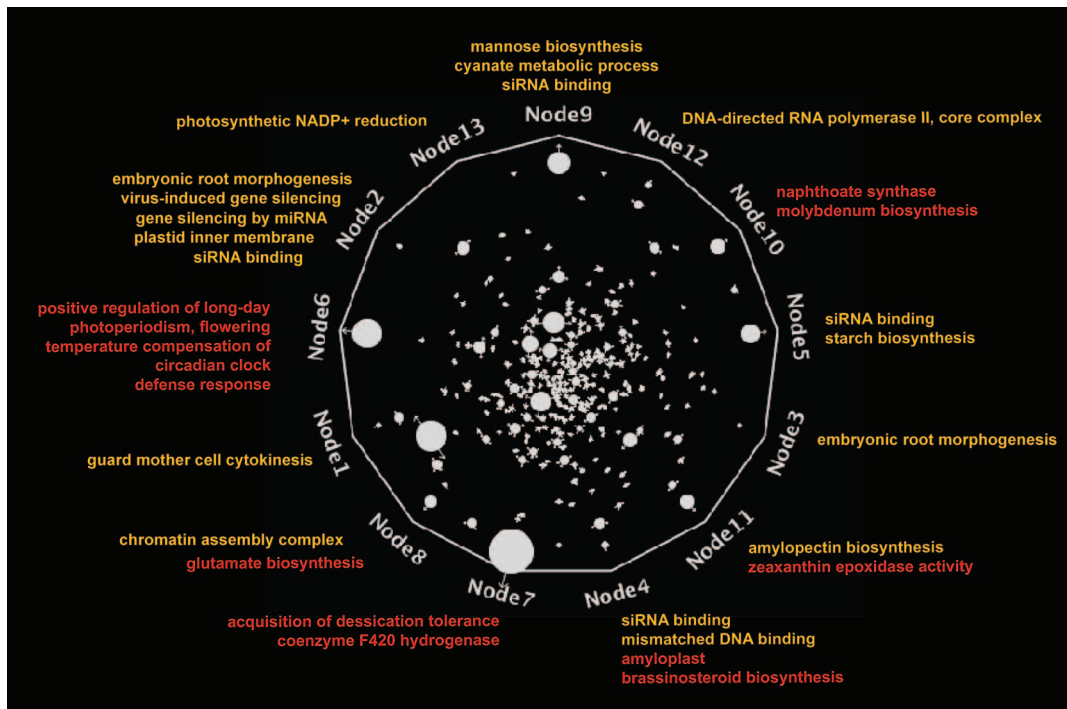 mannose biosynthesis
cyanate metabolic process
siRNA binding
Node9
photosynthetic NADP+ reduction
Node13
DNA-directed RNA polymerase II, core complex
Node12
embryonic root morphogenesis
virus-induced gene silencing
gene silencing by miRNA
plastid inner membrane
siRNA binding
Node2
naphthoate synthase
molybdenum biosynthesis
Node10
positive regulation of long-day
photoperiodism, flowering
temperature compensation of
circadian clock
defense response
Node6
siRNA binding
starch biosynthesis
Node5
guard mother cell cytokinesis
Node1
embryonic root morphogenesis
Node3
chromatin assembly complex
glutamate biosynthesis
Node8
amylopectin biosynthesis
zeaxanthin epoxidase activity
Node11
Node7
acquisition of dessication tolerance
coenzyme F420 hydrogenase
Node4
siRNA binding
mismatched DNA binding
amyloplast
brassinosteroid biosynthesis